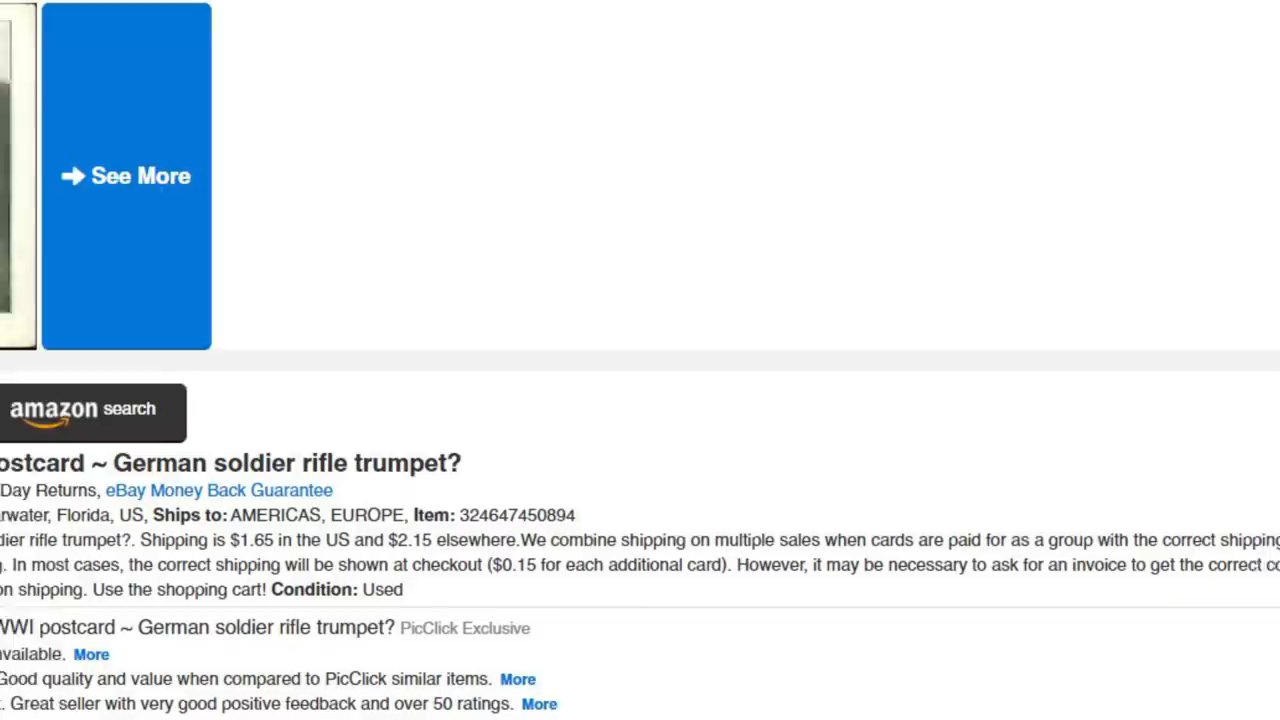 ➔ See More
amazon search
ostcard ~ German soldier rifle trumpet?
Day Returns, eBay Money Back Guarantee
rwater, Florida, US, Ships to: AMERICAS, EUROPE, Item: 324647450894
dier rifle trumpet?. Shipping is $1.65 in the US and $2.15 elsewhere.We combine shipping on multiple sales when cards are paid for as a group with the correct shipping
g. In most cases, the correct shipping will be shown at checkout ($0.15 for each additional card). However, it may be necessary to ask for an invoice to get the correct co
on shipping. Use the shopping cart! Condition: Used
WWI postcard ~ German soldier rifle trumpet? PicClick Exclusive
vailable. More
Good quality and value when compared to PicClick similar items. More
. Great seller with very good positive feedback and over 50 ratings. More